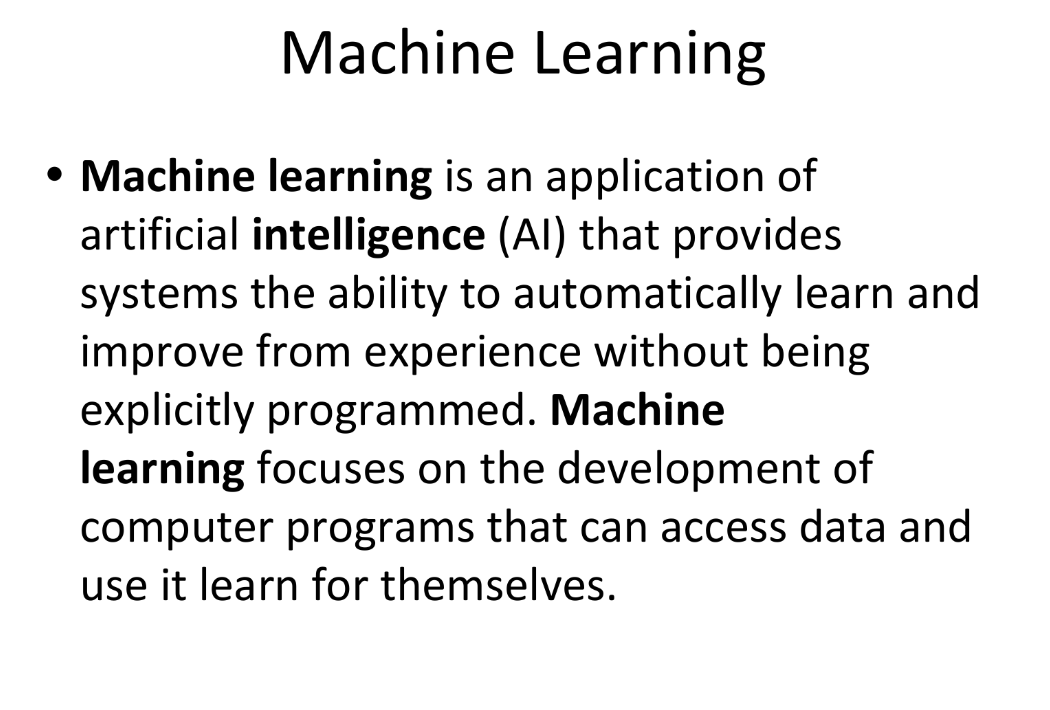 Machine Learning
• Machine learning is an application of
artificial intelligence (AI) that provides
systems the ability to automatically learn and
improve from experience without being
explicitly programmed. Machine
learning focuses on the development of
computer programs that can access data and
use it learn for themselves.